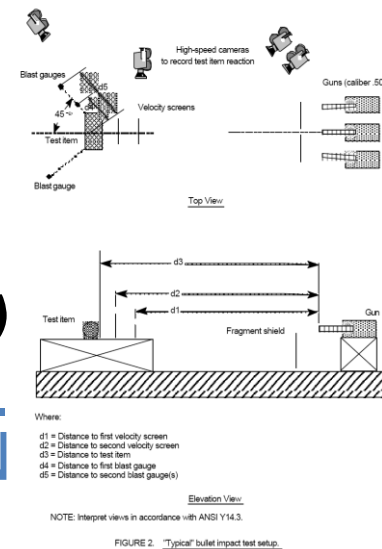 High-speed cameras
to record test item reaction
Blast gauges
Guns (caliber .50
d5
d4
Velocity screens
45
Test item
Blast gauge
Top View
d3
d2
d1
Test item
Gun
Fragment shield
Where:
d1 = Distance to first velocity screen
d2 = Distance to second velocity screen
d3 = Distance to test item
d4 = Distance to first blast gauge
d5 = Distance to second blast gauge(s)
Elevation View
NOTE: Interpret views in accordance with ANSI Y14.3.
FIGURE 2. "Typical" bullet impact test setup.